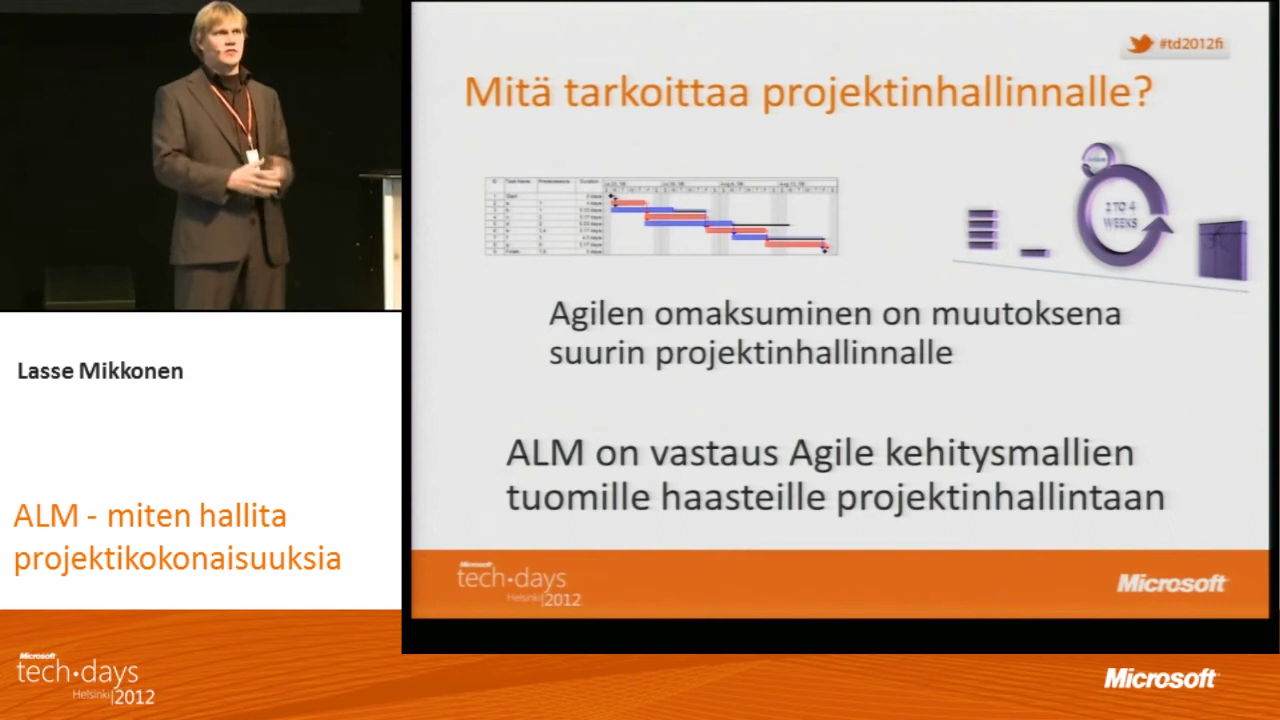 #td2012fi
Mitä tarkoittaa projektinhallinnalle?
1 TO 4
WEEKS
Agilen omaksuminen on muutoksena
suurin projektinhallinnalle
ALM on vastaus Agile kehitysmallien
tuomille haasteille projektinhallintaan
Microsoft
tech·days
Helsinki|2012
Microsoft
Lasse Mikkonen
ALM - miten hallita
projektikokonaisuuksia
Microsoft
tech·days
Helsinki|2012
Microsoft